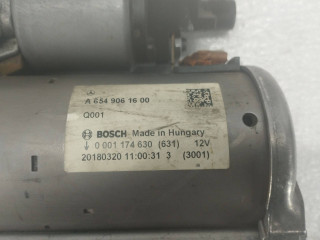 A 654 906 16 00
Q001
BOSCH Made in Hungary
0 001 174 630 (631) 12V
20180320 11:00:31 3 (3001)